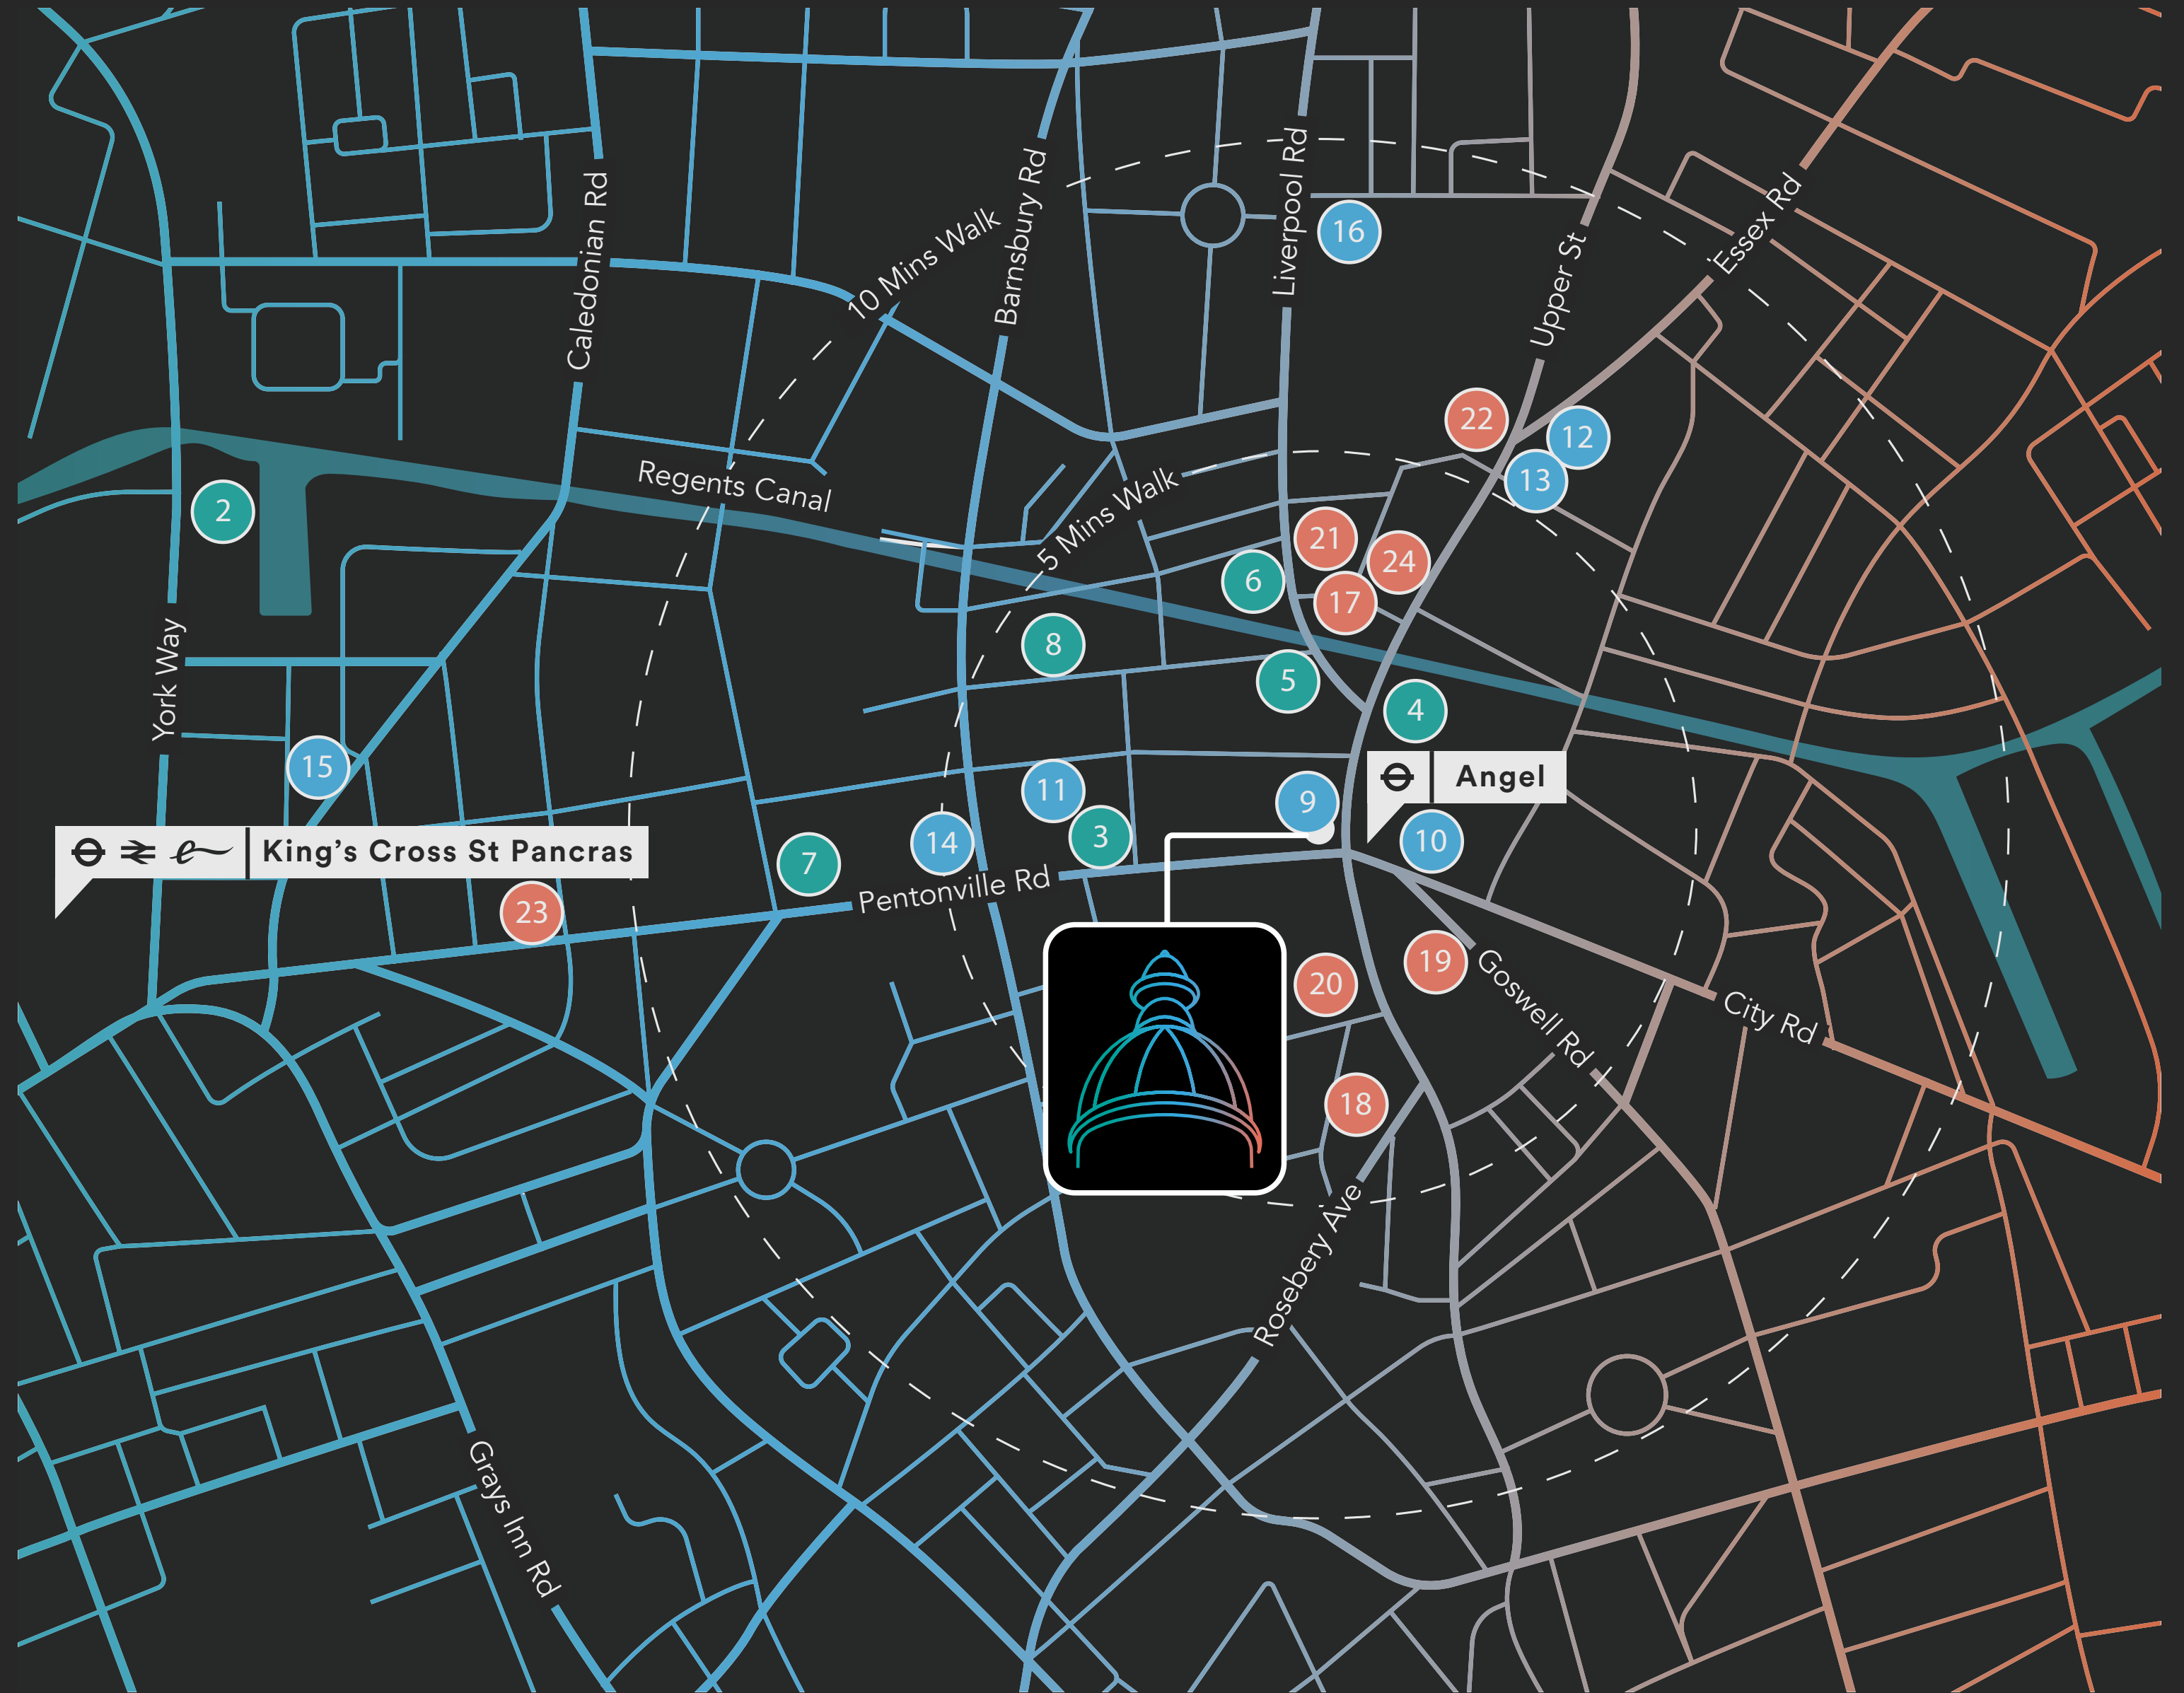 Caledonian Rd
10 Mins Walk
Barnsbury Rd
Liverpool Rd
16
Upper St
Essex Rd
22
12
13
Regents Canal
2
5 Mins Walk
21
24
6
17
8
5
4
York Way
15
11
9
Angel
14
3
10
King's Cross St Pancras
7
Pentonville Rd
23
20
19
Goswell Rd
City Rd
18
Rosebery Ave
Grays Inn Rd